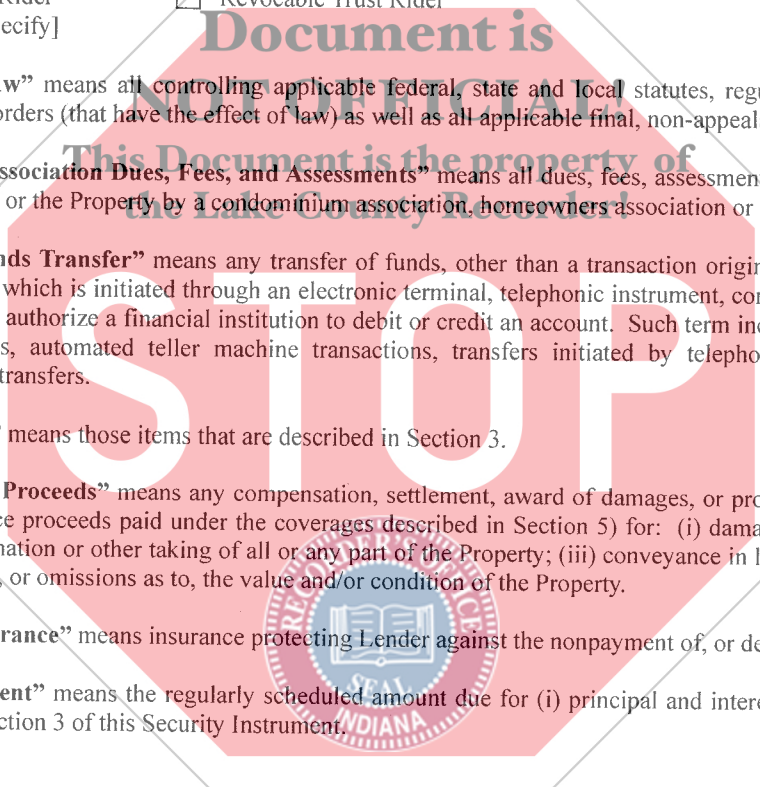 Revocable Trust Rider
ecify]
Document is
w” means all controlling applicable federal, state and local statutes, regu
NOT OFFICIAL!
orders (that have the effect of law) as well as all applicable final, non-appeal
This Document is the property of
ssociation Dues, Fees, and Assessments” means all dues, fees, assessmen
or the Property by a condominium association, homeowners association or
the Lake County Recorder!
nds Transfer” means any transfer of funds, other than a transaction origin
which is initiated through an electronic terminal, telephonic instrument, co
authorize a financial institution to debit or credit an account. Such term inc
s, automated teller machine transactions, transfers initiated by telepho
transfers.
STOP
” means those items that are described in Section 3.
Proceeds” means any compensation, settlement, award of damages, or pro
ce proceeds paid under the coverages described in Section 5) for: (i) dama
nation or other taking of all or any part of the Property; (iii) conveyance in l
, or omissions as to, the value and/or condition of the Property.
RECORDER'S OFFICE
rance” means insurance protecting Lender against the nonpayment of, or de
SEAL
ent” means the regularly scheduled amount due for (i) principal and intere
ction 3 of this Security Instrument.
INDIANA